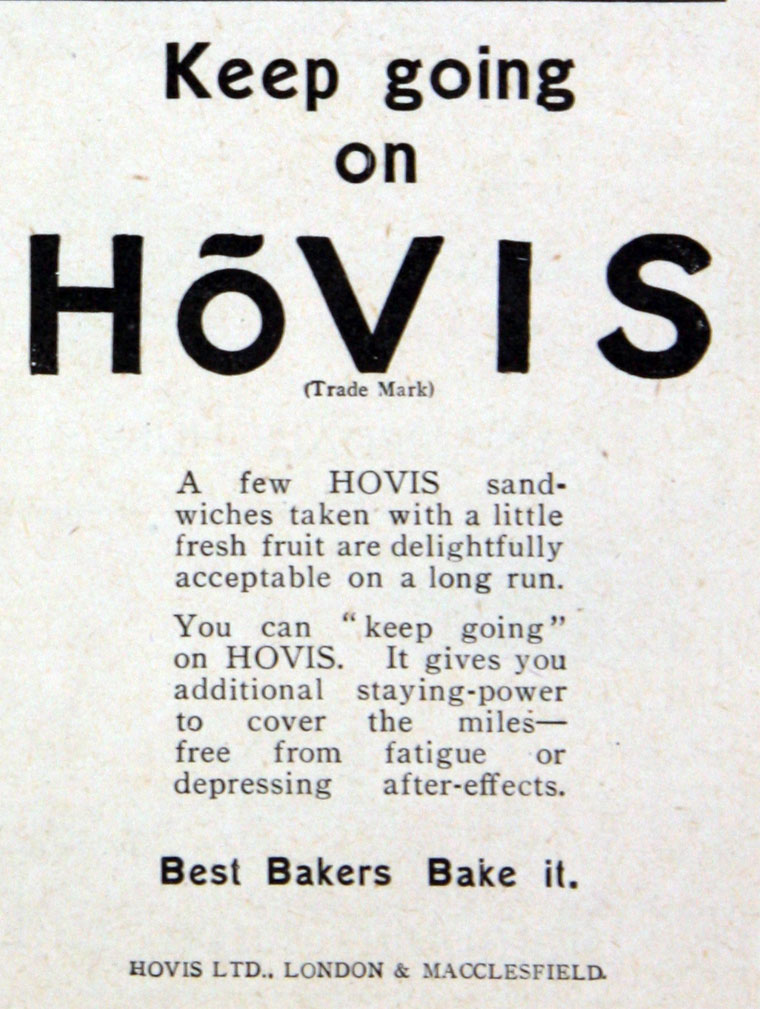 Keep going
on
HõVIS
(Trade Mark)
A few HOVIS sand-
wiches taken with a little
fresh fruit are delightfully
acceptable on a long run.
You can "keep going"
on HOVIS. It gives you
additional staying-power
to cover the miles—
free from fatigue or
depressing after-effects.
Best Bakers Bake it.
HOVIS LTD., LONDON & MACCLESFIELD.